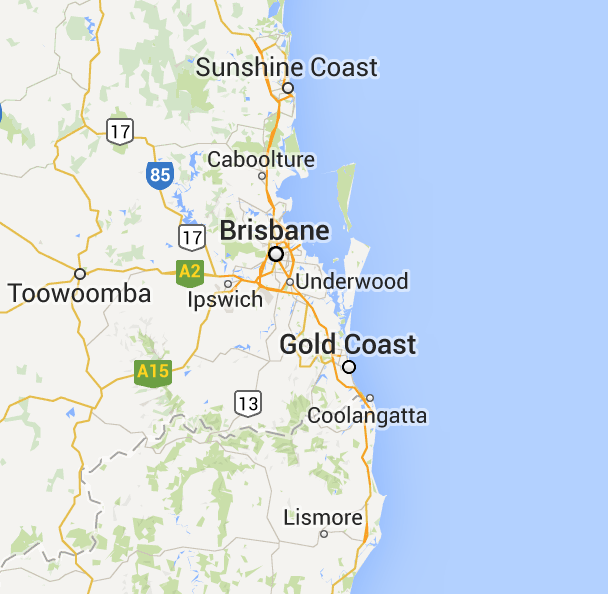 Sunshine Coast
17
Caboolture
85
Brisbane
17
A2
Underwood
Toowoomba
Ipswich
Gold Coast
A15
13
Coolangatta
Lismore